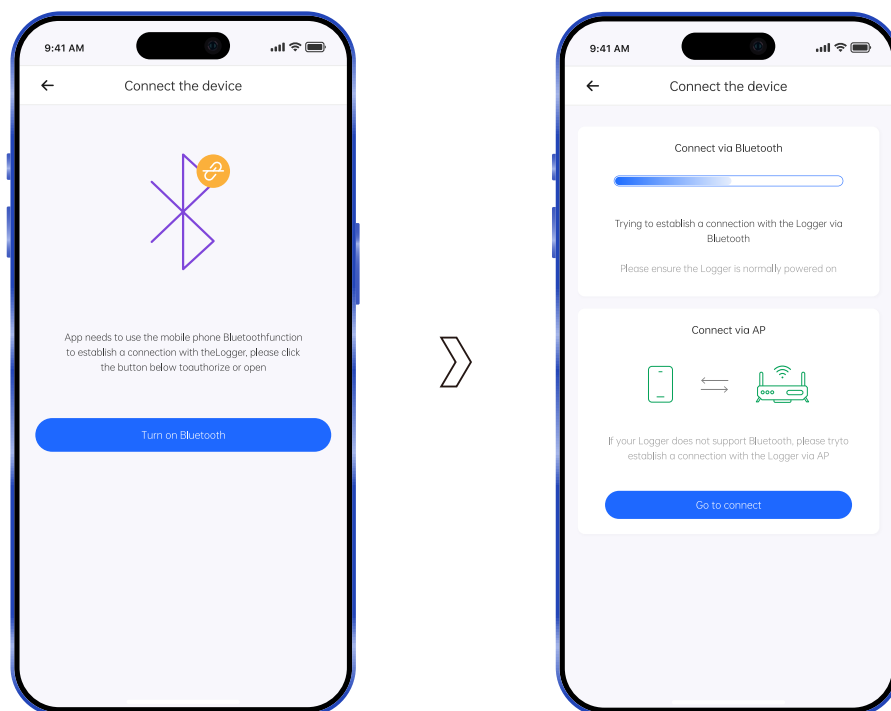 9:41 AM
Connect the device
App needs to use the mobile phone Bluetoothfunction
to establish a connection with theLogger, please click
the button below toauthorize or open
Turn on Bluetooth
9:41 AM
Connect the device
Connect via Bluetooth
Trying to establish a connection with the Logger via
Bluetooth
Please ensure the Logger is normally powered on
Connect via AP
If your Logger does not support Bluetooth, please tryto
establish a connection with the Logger via AP
Go to connect